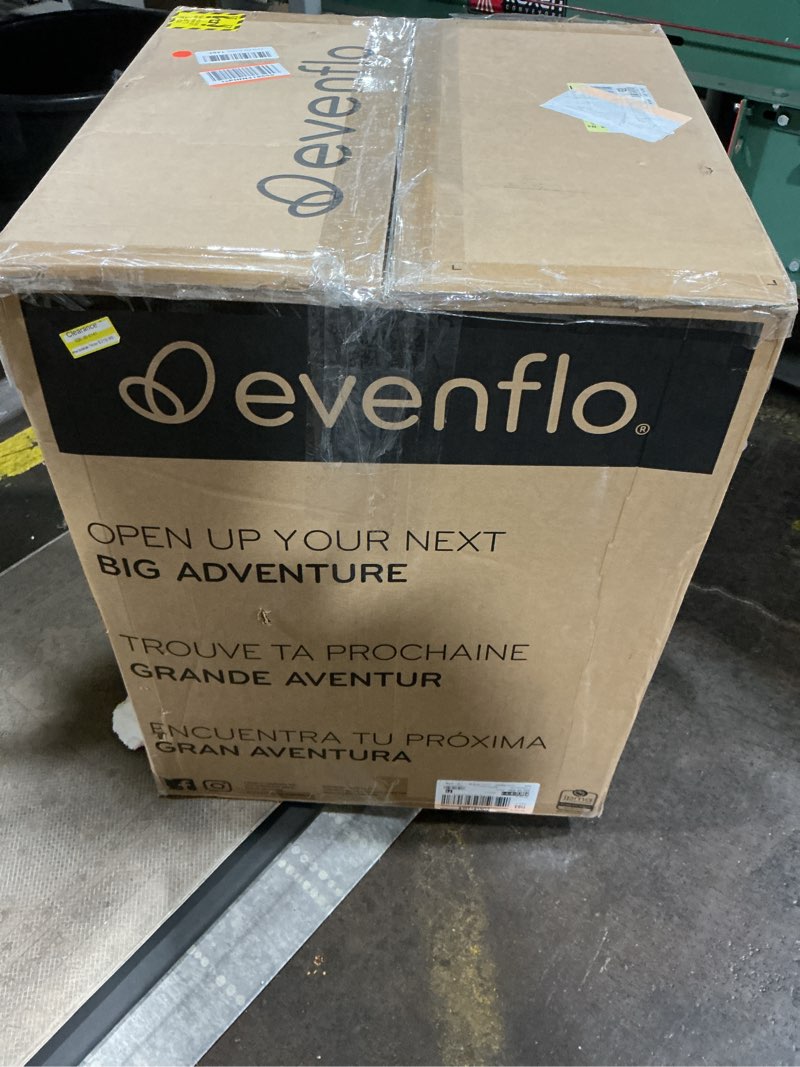 evenflo
Clearance
evenflo®
OPEN UP YOUR NEXT
BIG ADVENTURE
TROUVE TA PROCHAINE
GRANDE AVENTUR
ENCUENTRA TU PRÓXIMA
GRAN AVENTURA